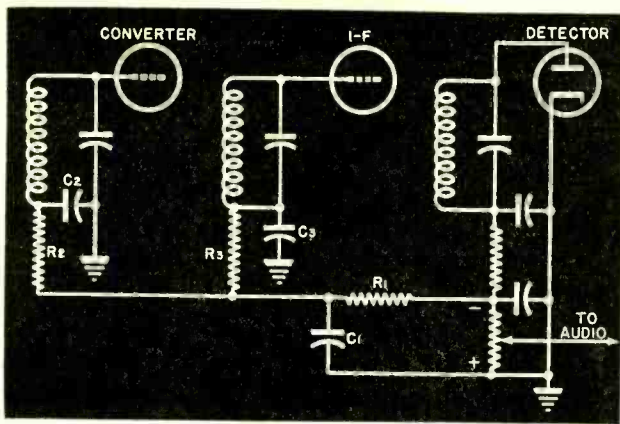 CONVERTER
I-F
DETECTOR
C2
R2
R3
C3
R1
C1
-
+
TO
AUDIO